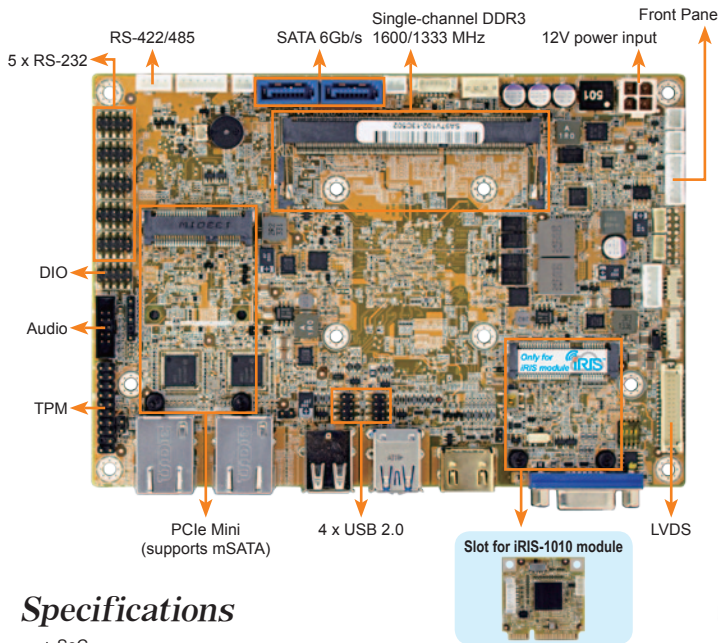 Single-channel DDR3
1600/1333 MHz
Front Pane
RS-422/485
SATA 6Gb/s
12V power input
5 x RS-232
501
DIO
Audio
TPM
Only for
iRIS module
iRIS
PCIe Mini
(supports mSATA)
4 x USB 2.0
LVDS
Slot for iRIS-1010 module
Specifications